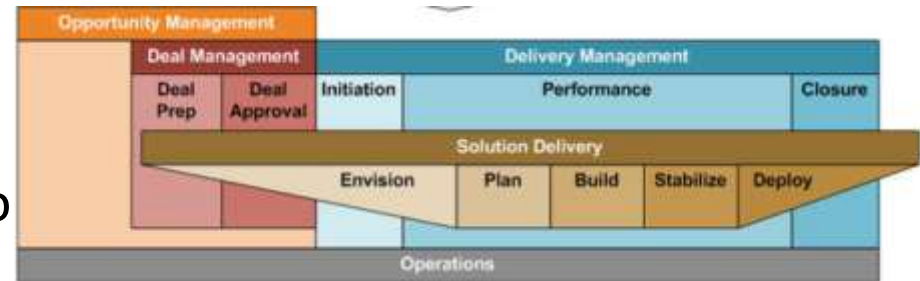 Opportunity Management
Deal Management
Delivery Management
Deal Prep
Deal Approval
Initiation
Performance
Closure
Solution Delivery
Envision
Plan
Build
Stabilize
Deploy
Operations